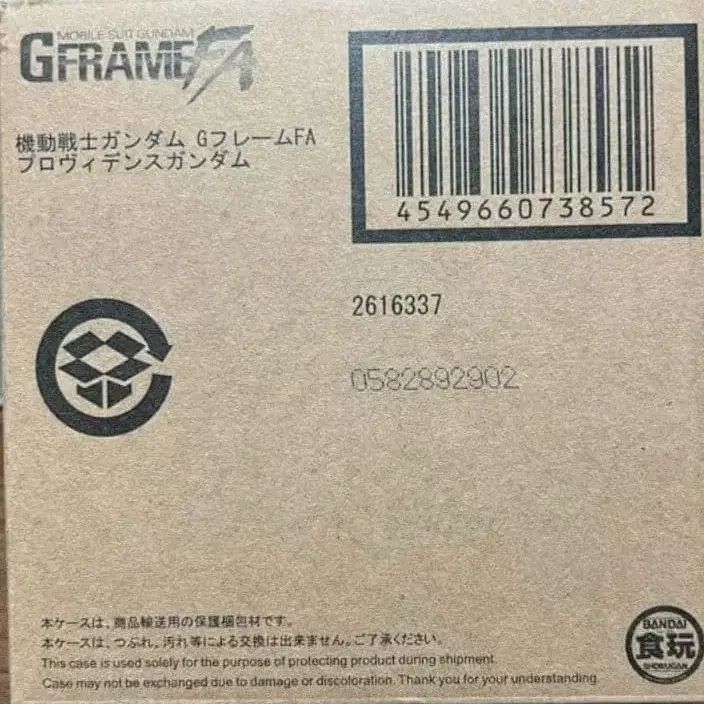 MOBILE SUIT GUNDAM
GFRAME FA
機動戦士ガンダム GフレームFA
プロヴィデンスガンダム
4549660738572
2616337
0582892902
本ケースは、商品輸送用の保護梱包材です。
本ケースは、つぶれ、汚れ等による交換は出来ません。ご了承ください。
This case is used solely for the purpose of protecting product during shipment.
Case may not be exchanged due to damage or discoloration. Thank you for your understanding.
BANDAI
食玩
SHOKUGAN